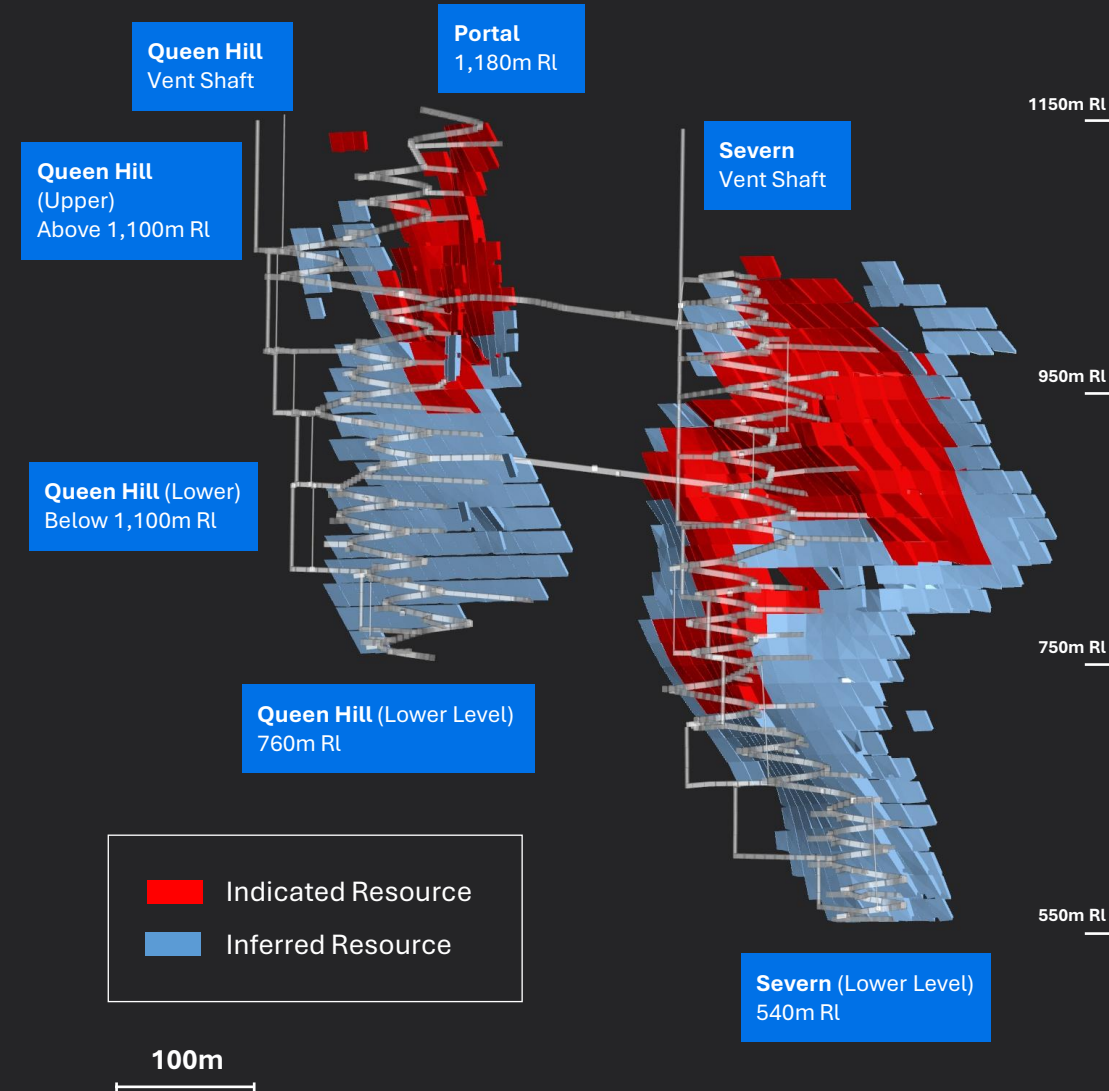 Portal
1,180m Rl
Queen Hill
Vent Shaft
1150m Rl
Severn
Vent Shaft
Queen Hill
(Upper)
Above 1,100m Rl
950m Rl
Queen Hill (Lower)
Below 1,100m Rl
750m Rl
Queen Hill (Lower Level)
760m Rl
Indicated Resource
Inferred Resource
550m Rl
Severn (Lower Level)
540m Rl
100m